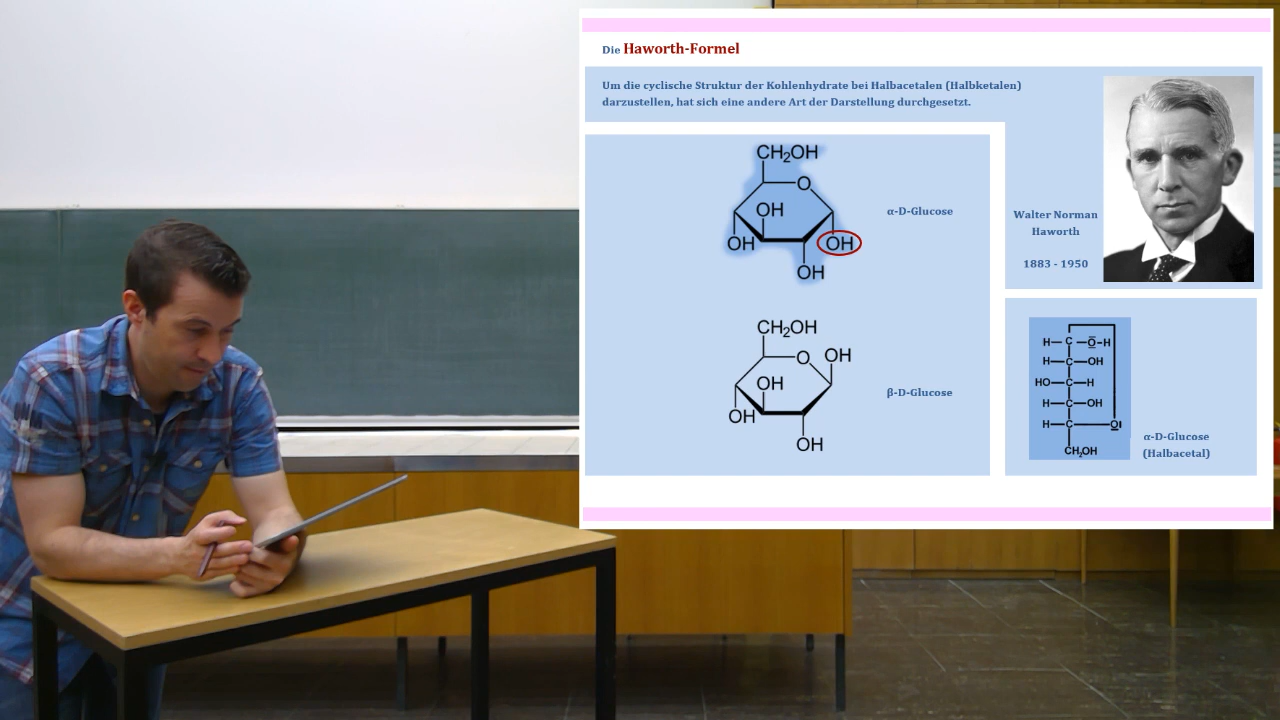 Die Haworth-Formel
Um die cyclische Struktur der Kohlenhydrate bei Halbacetalen (Halbketalen)
darzustellen, hat sich eine andere Art der Darstellung durchgesetzt.
CH₂OH
O
OH
OH
OH
OH
α-D-Glucose
CH₂OH
O
OH
OH
OH
OH
β-D-Glucose
Walter Norman
Haworth
1883 - 1950
H—C—O̅-H
H—C—OH
HO—C—H
H—C—OH
H—C—O̲I
CH₂OH
α-D-Glucose
(Halbacetal)